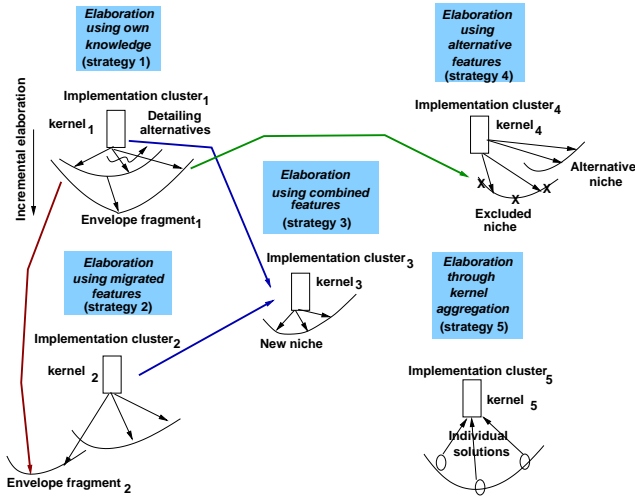 Elaboration
using own
knowledge
(strategy 1)
Implementation cluster1
kernel1
Detailing
alternatives
Incremental elaboration
Envelope fragment1
Elaboration
using migrated
features
(strategy 2)
Implementation cluster2
kernel 2
Envelope fragment 2
Elaboration
using combined
features
(strategy 3)
Implementation cluster3
kernel3
New niche
Elaboration
using
alternative
features
(strategy 4)
Implementation cluster4
kernel4
Alternative
niche
X X X
Excluded
niche
Elaboration
through
kernel
aggregation
(strategy 5)
Implementation cluster5
kernel 5
Individual
solutions